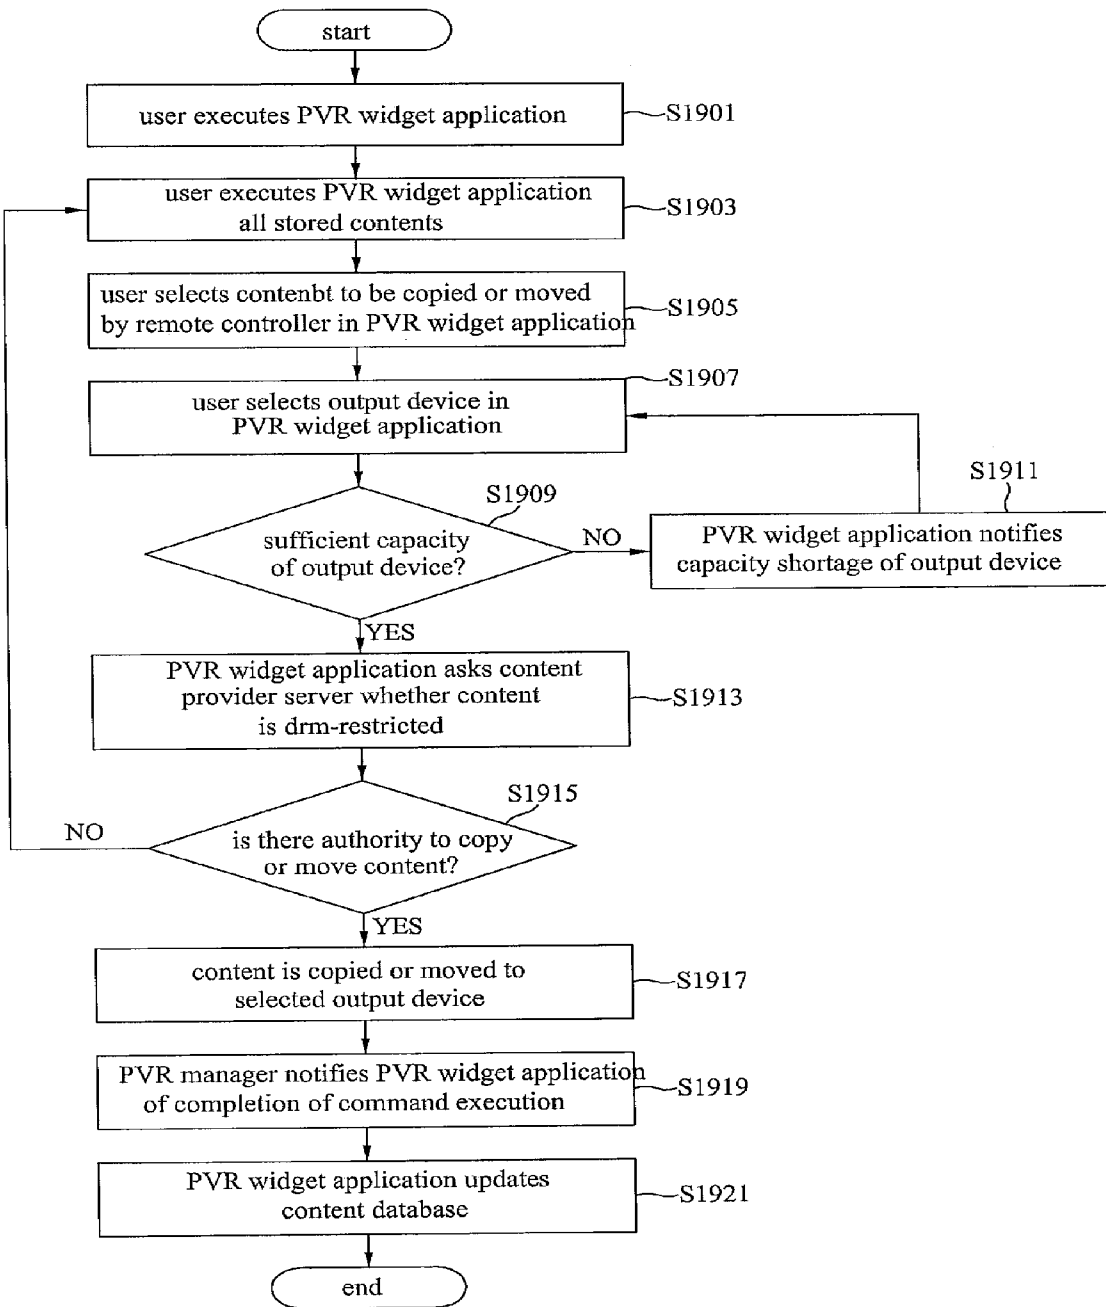 start
user executes PVR widget application
S1901
user executes PVR widget application
all stored contents
S1903
user selects contenbt to be copied or moved
by remote controller in PVR widget application
S1905
S1907
user selects output device in
PVR widget application
S1909
sufficient capacity
of output device?
NO
S1911
PVR widget application notifies
capacity shortage of output device
YES
PVR widget application asks content
provider server whether content
is drm-restricted
S1913
S1915
is there authority to copy
or move content?
NO
YES
content is copied or moved to
selected output device
S1917
PVR manager notifies PVR widget application
of completion of command execution
S1919
PVR widget application updates
content database
S1921
end